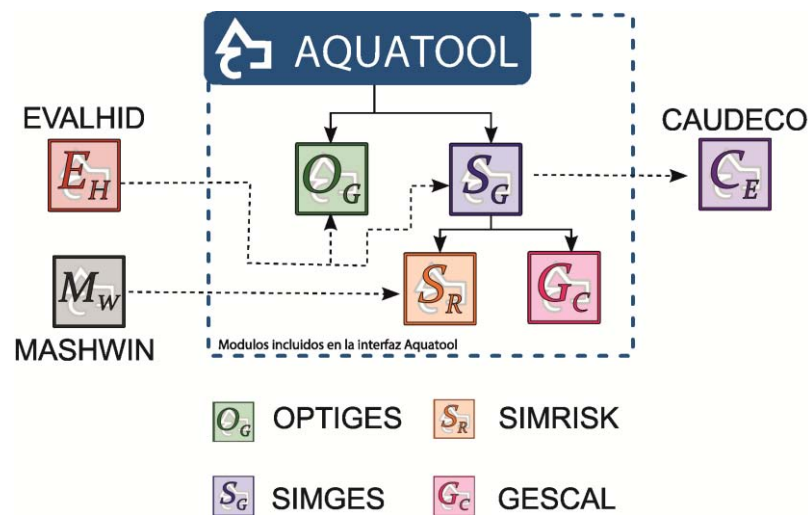 AQUATOOL
EVALHID
CAUDECO
E_H
O_G
S_G
C_E
M_W
S_R
G_C
MASHWIN
Modulos incluidos en la interfaz Aquatool
O_G OPTIGES
S_R SIMRISK
S_G SIMGES
G_C GESCAL